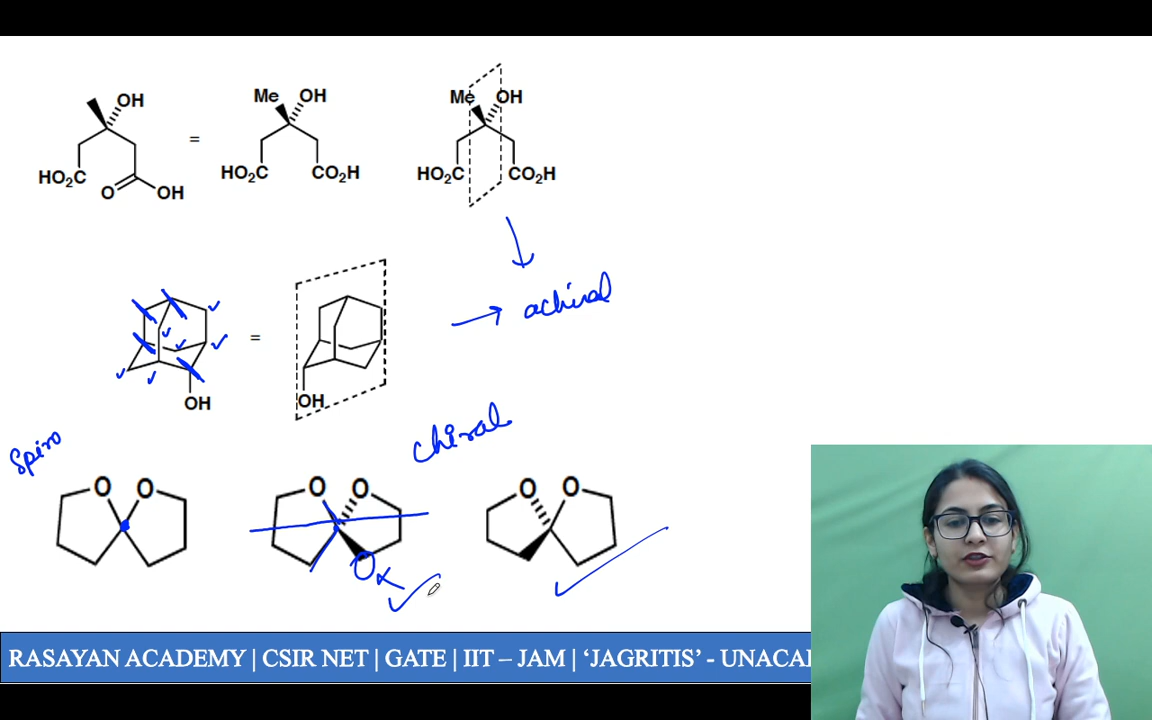 OH
Me OH
Me OH
=
HO₂C
O OH
HO₂C CO₂H
HO₂C CO₂H
achiral
=
OH
OH
chiral
Spiro
O O
O O
O O
RASAYAN ACADEMY | CSIR NET | GATE | IIT – JAM | ‘JAGRITIS’ - UNACA